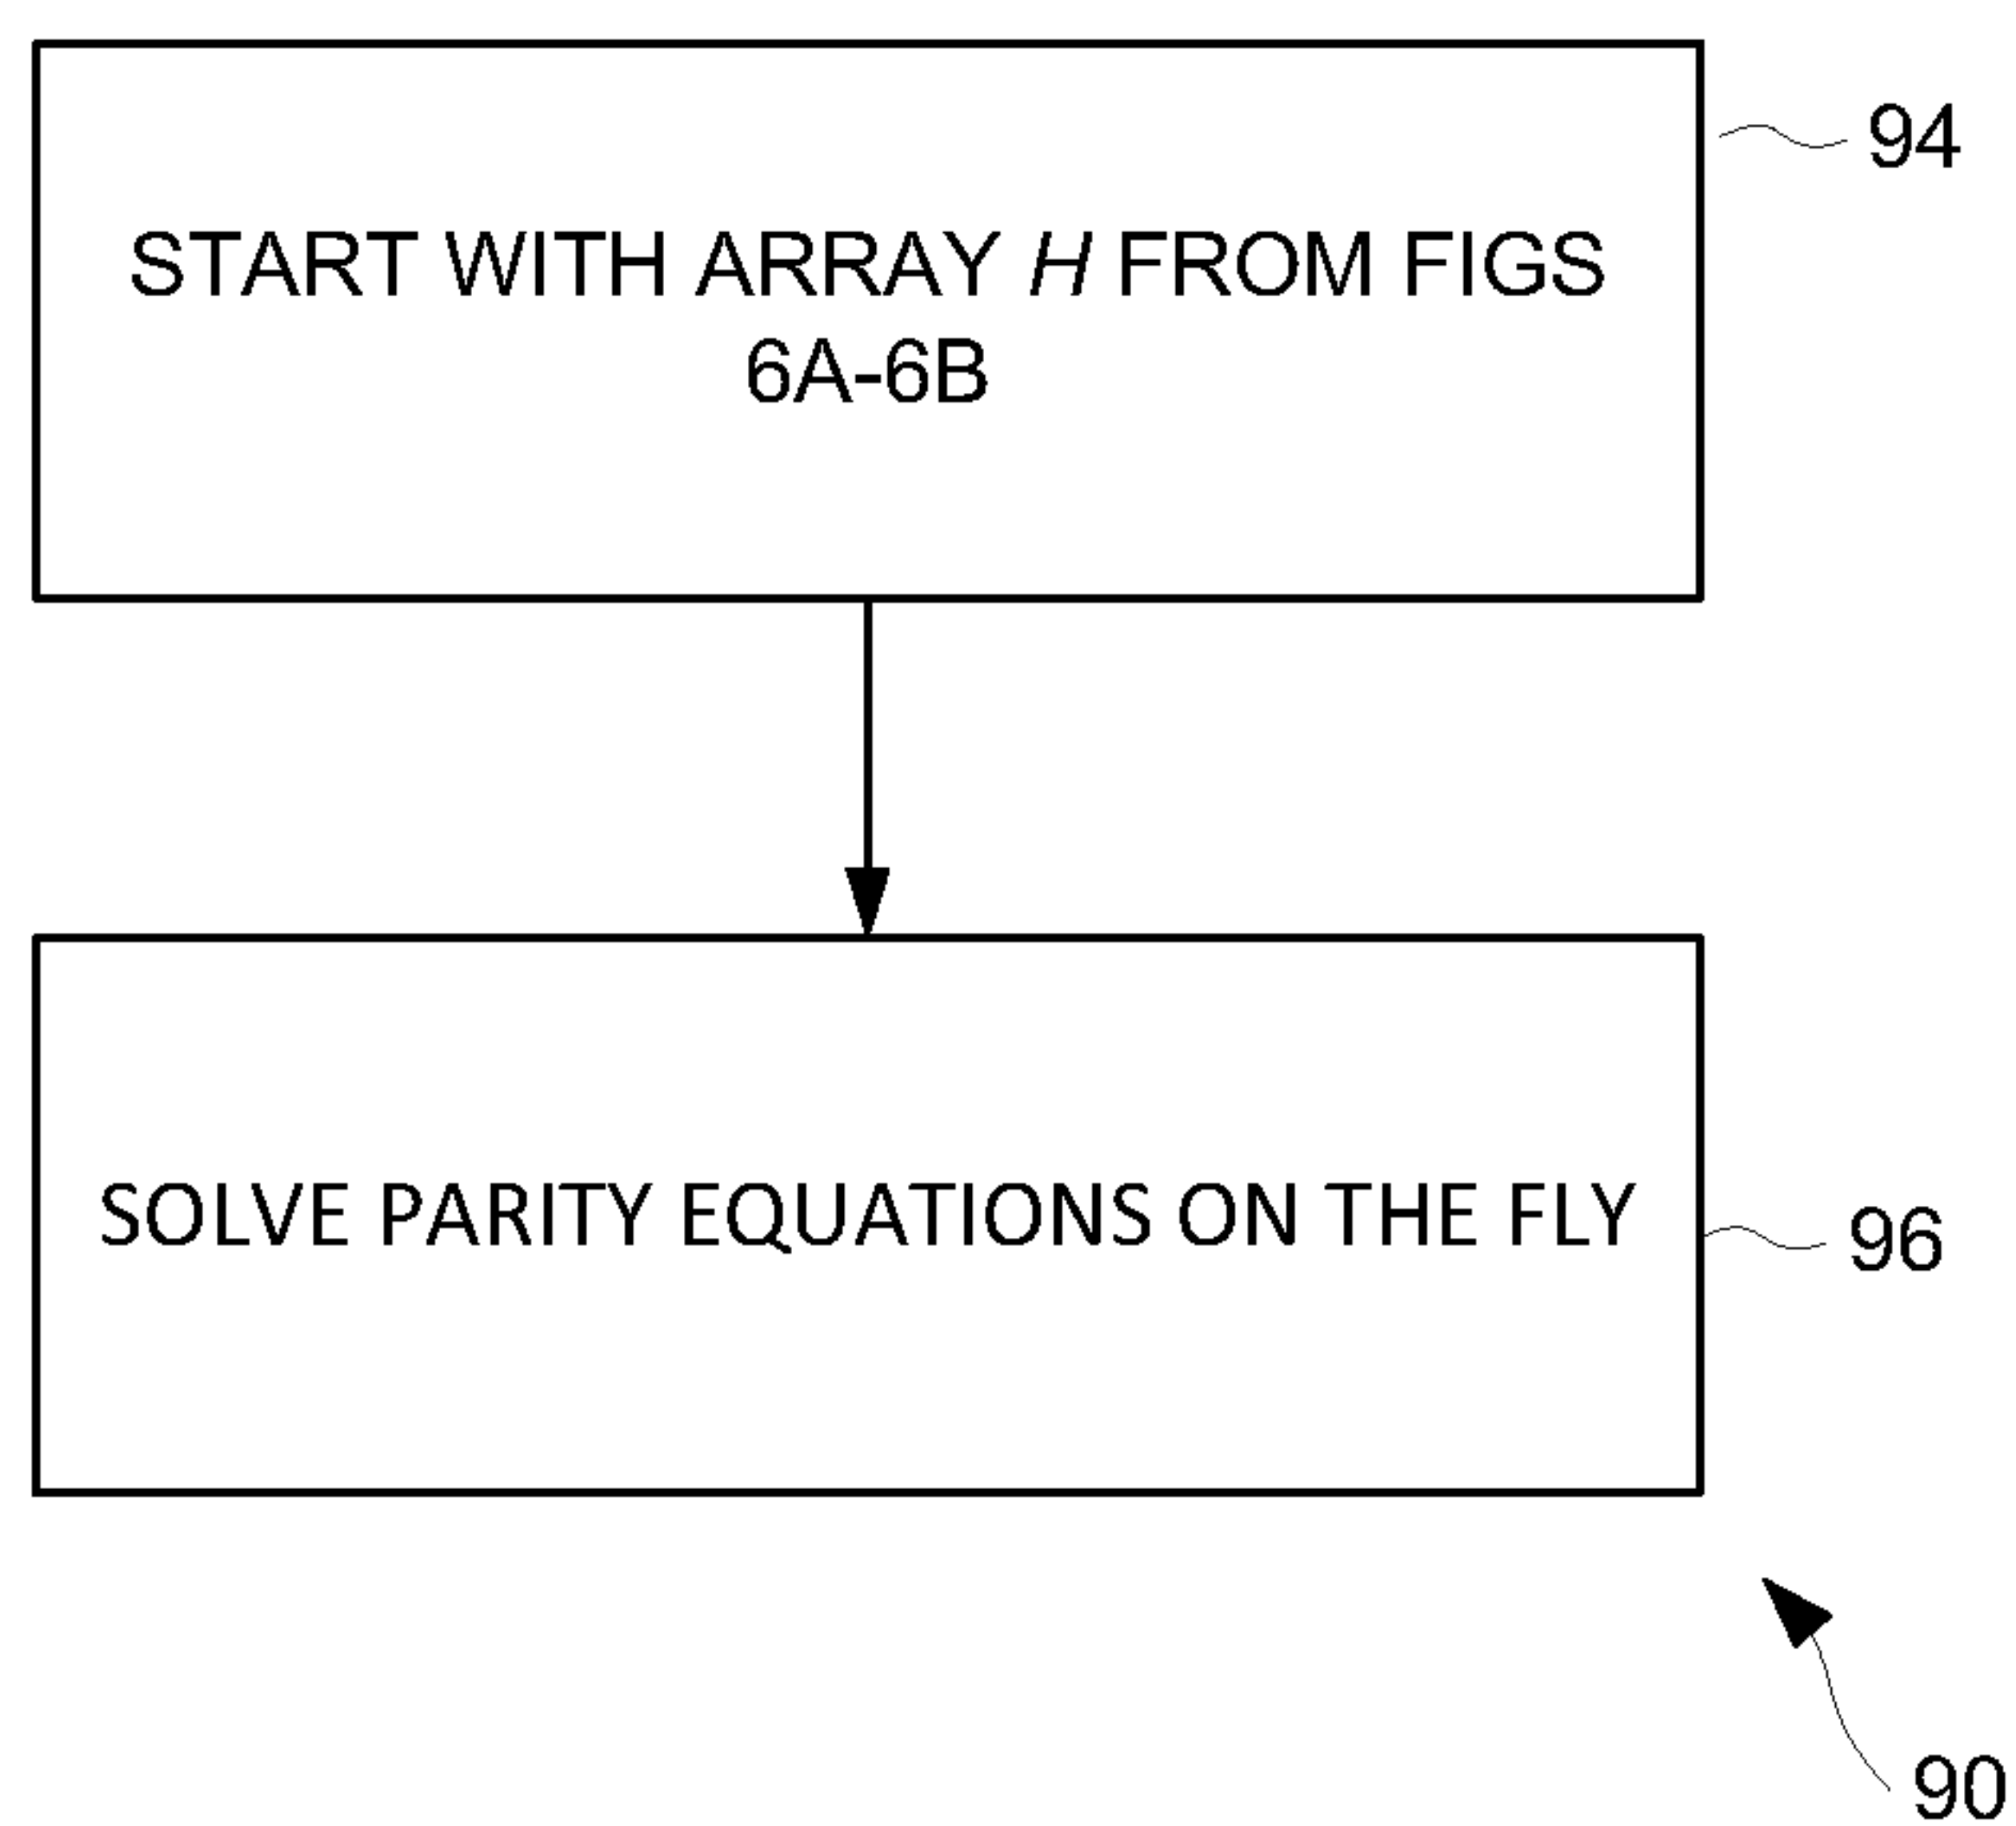 START WITH ARRAY H FROM FIGS
6A-6B
94
SOLVE PARITY EQUATIONS ON THE FLY
96
90